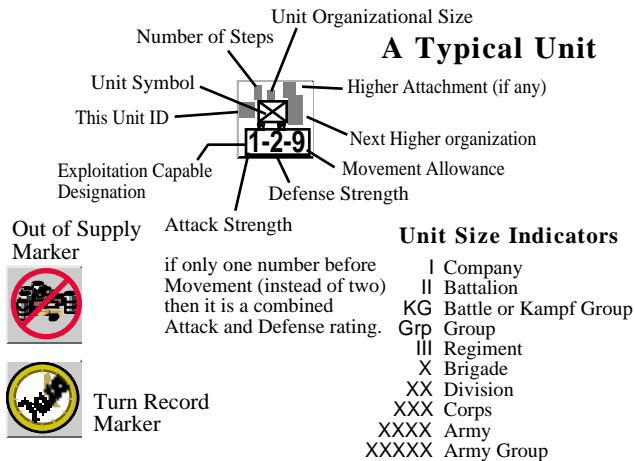 Unit Organizational Size
Number of Steps
A Typical Unit
Unit Symbol
Higher Attachment (if any)
This Unit ID
Next Higher organization
1-2-9
Exploitation Capable
Designation
Movement Allowance
Defense Strength
Attack Strength
Out of Supply
Marker
if only one number before
Movement (instead of two)
then it is a combined
Attack and Defense rating.
Turn Record
Marker
Unit Size Indicators
I Company
II Battalion
KG Battle or Kampf Group
Grp Group
III Regiment
X Brigade
XX Division
XXX Corps
XXXX Army
XXXXX Army Group